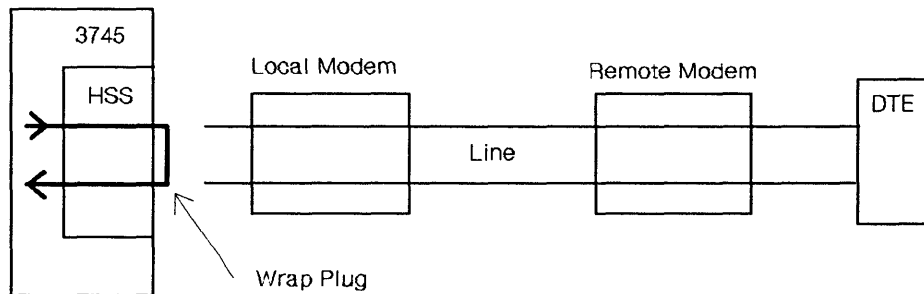 3745
HSS
Local Modem
Line
Remote Modem
DTE
Wrap Plug